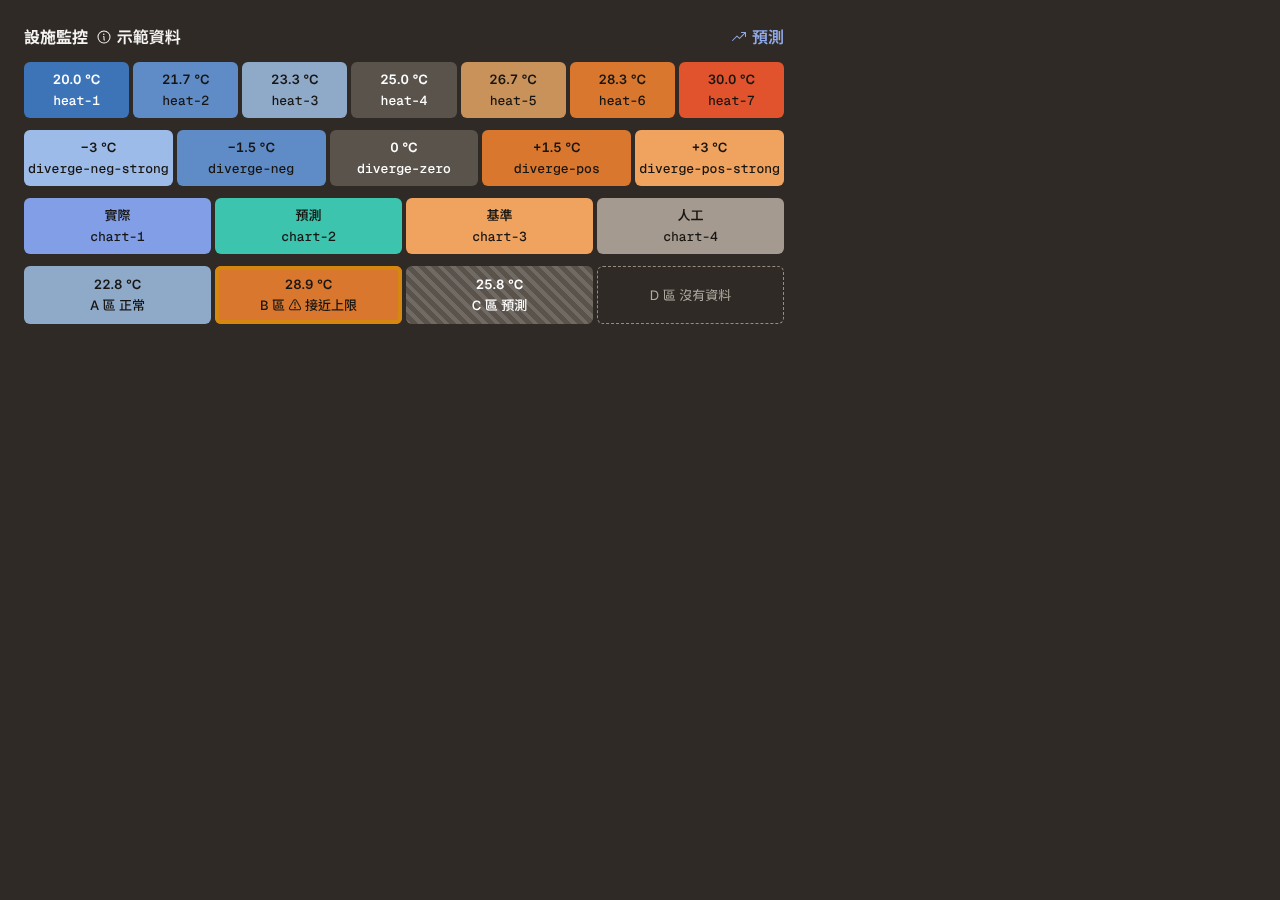 設施監控 ⓘ 示範資料
預測
20.0 °C
heat-1
21.7 °C
heat-2
23.3 °C
heat-3
25.0 °C
heat-4
26.7 °C
heat-5
28.3 °C
heat-6
30.0 °C
heat-7
−3 °C
diverge-neg-strong
−1.5 °C
diverge-neg
0 °C
diverge-zero
+1.5 °C
diverge-pos
+3 °C
diverge-pos-strong
實際
chart-1
預測
chart-2
基準
chart-3
人工
chart-4
22.8 °C
A 區 正常
28.9 °C
B 區 ⚠ 接近上限
25.8 °C
C 區 預測
D 區 沒有資料